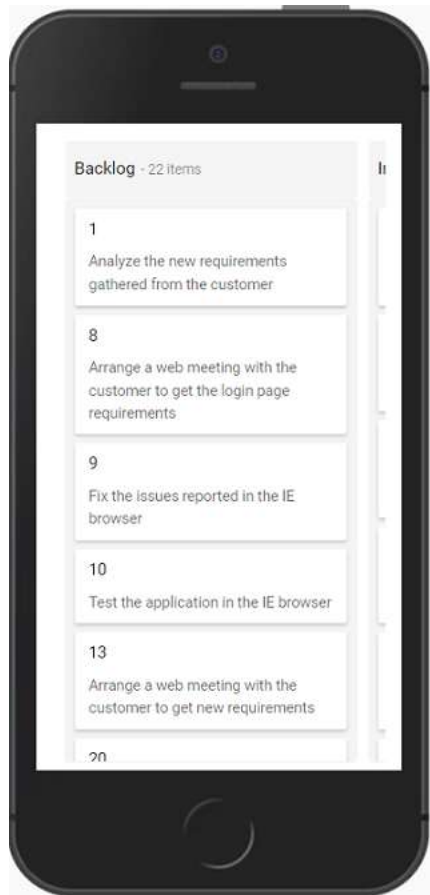 Backlog - 22 items
1
Analyze the new requirements
gathered from the customer
8
Arrange a web meeting with the
customer to get the login page
requirements
9
Fix the issues reported in the IE
browser
10
Test the application in the IE browser
13
Arrange a web meeting with the
customer to get new requirements
20